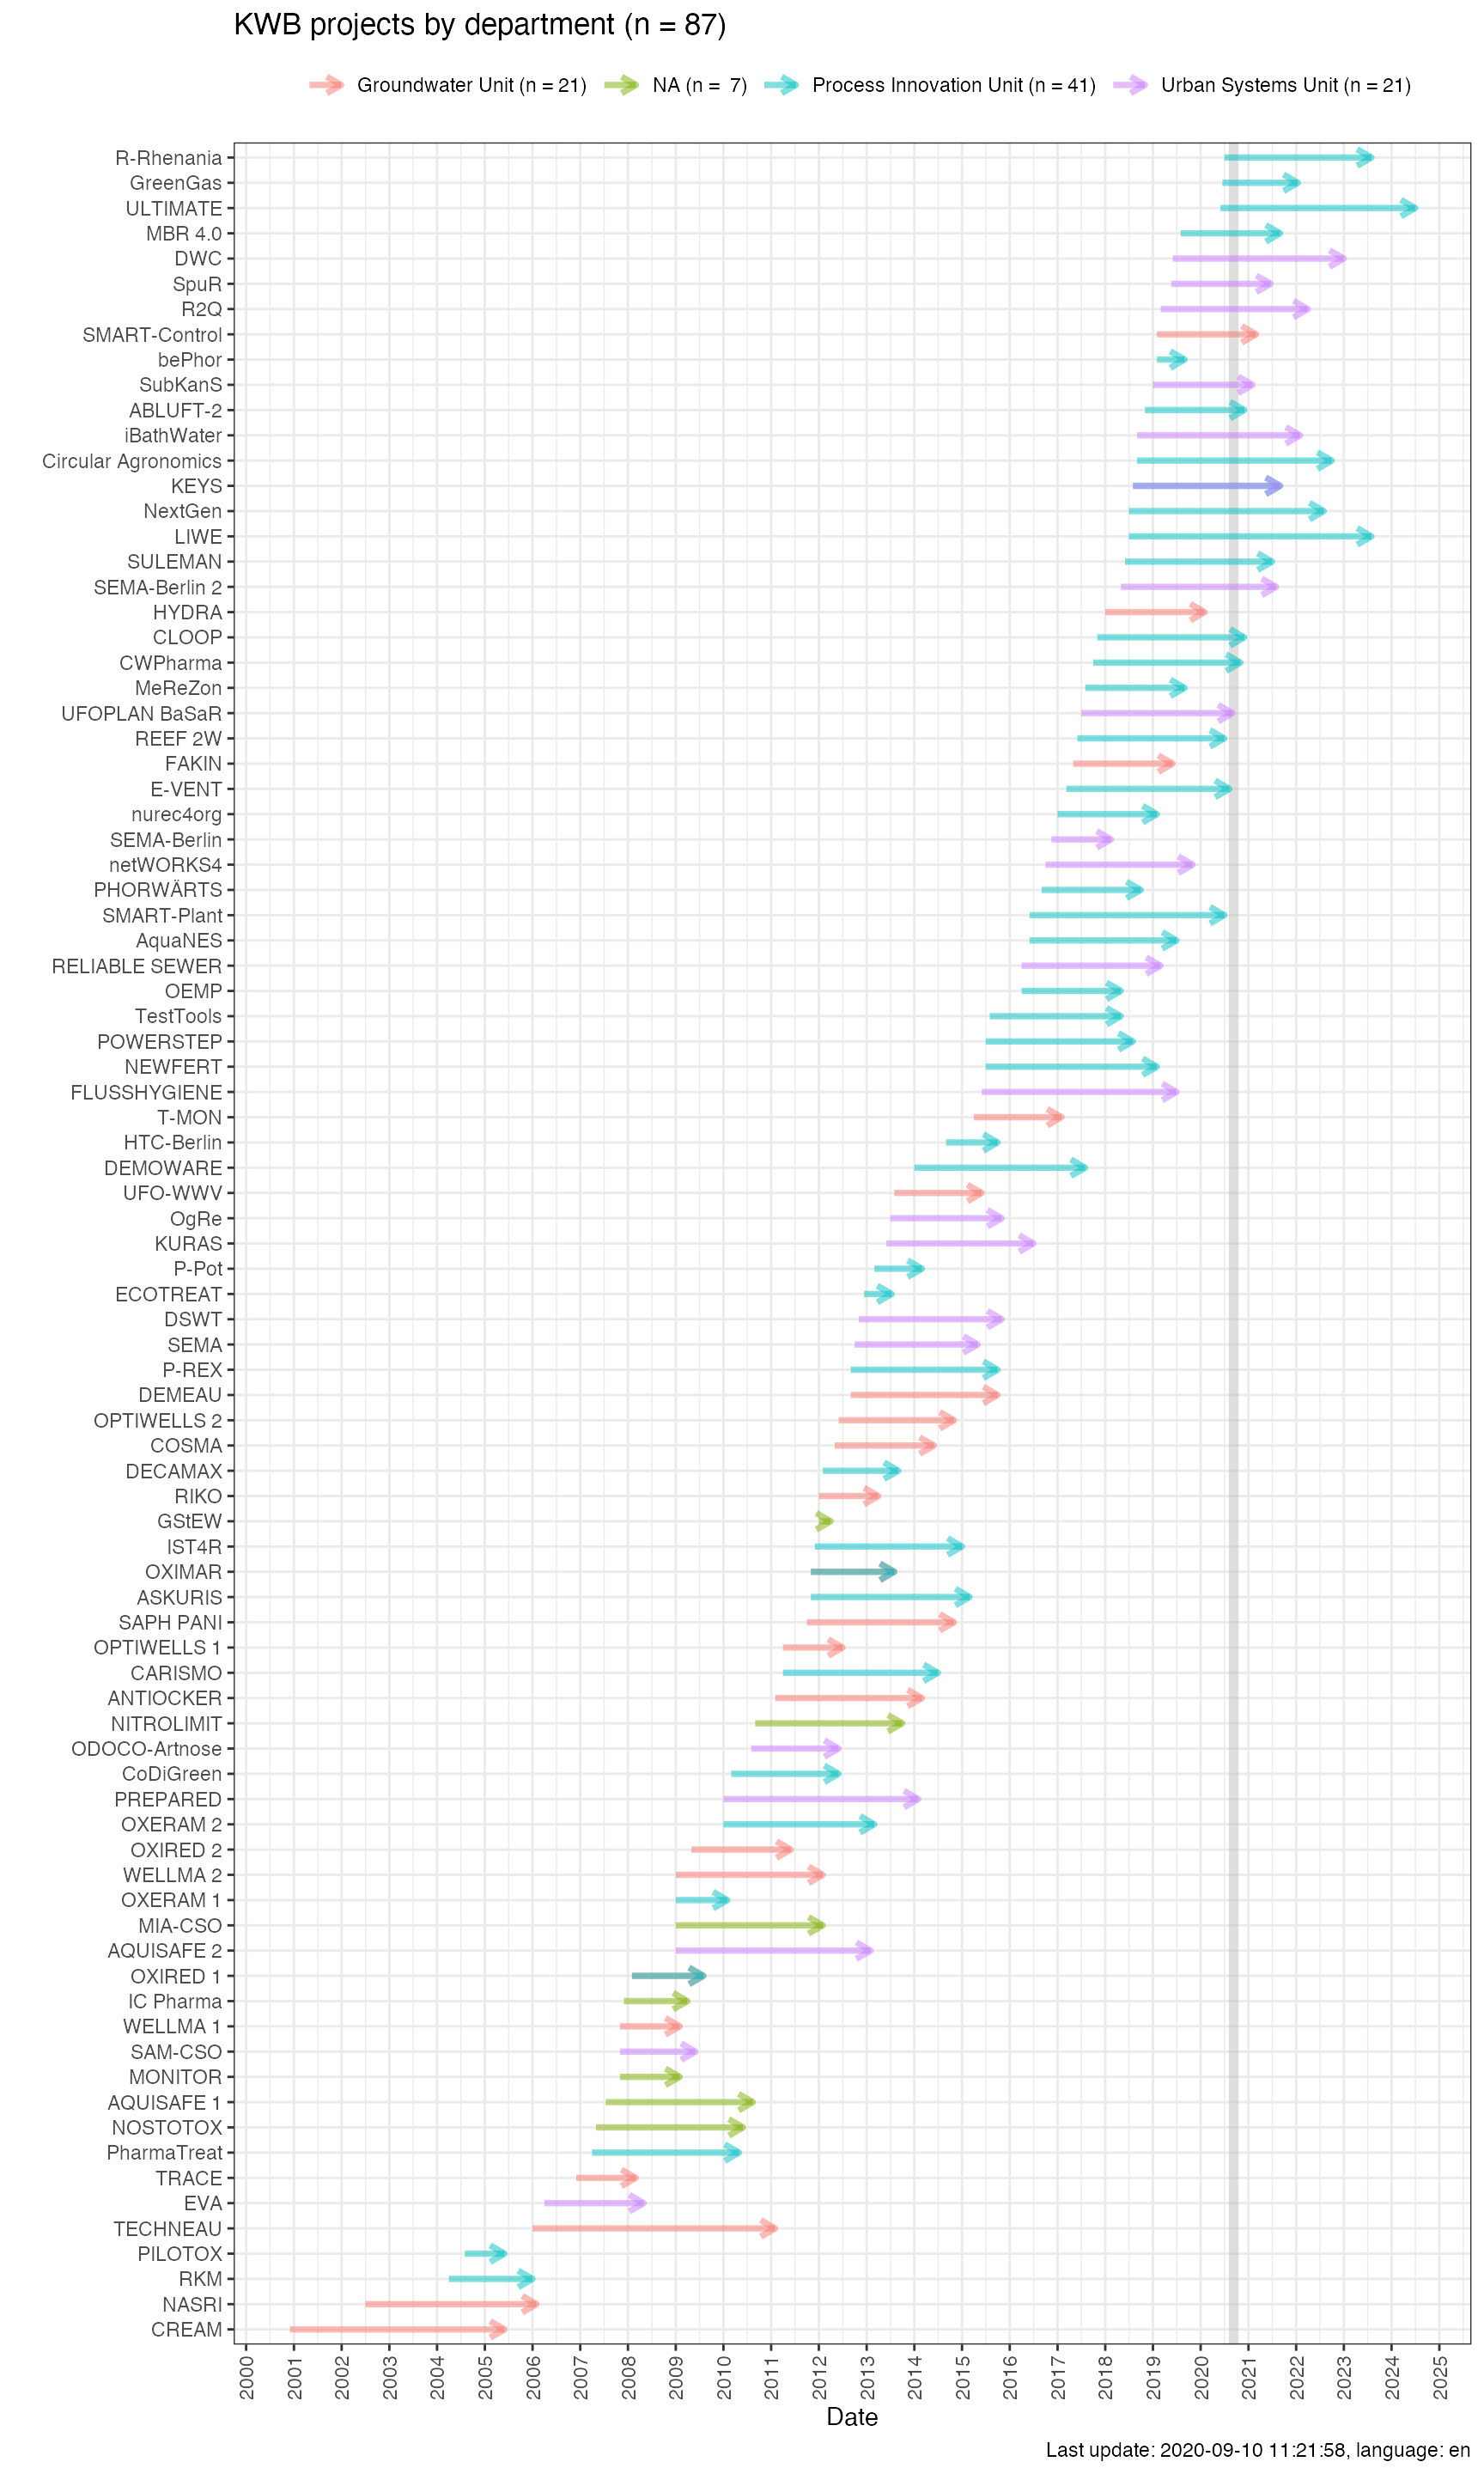 KWB projects by department (n = 87)
Groundwater Unit (n = 21) NA (n =  7) Process Innovation Unit (n = 41) Urban Systems Unit (n = 21)
R-Rhenania
GreenGas
ULTIMATE
MBR 4.0
DWC
SpuR
R2Q
SMART-Control
bePhor
SubKanS
ABLUFT-2
iBathWater
Circular Agronomics
KEYS
NextGen
LIWE
SULEMAN
SEMA-Berlin 2
HYDRA
CLOOP
CWPharma
MeReZon
UFOPLAN BaSaR
REEF 2W
FAKIN
E-VENT
nurec4org
SEMA-Berlin
netWORKS4
PHORWÄRTS
SMART-Plant
AquaNES
RELIABLE SEWER
OEMP
TestTools
POWERSTEP
NEWFERT
FLUSSHYGIENE
T-MON
HTC-Berlin
DEMOWARE
UFO-WWV
OgRe
KURAS
P-Pot
ECOTREAT
DSWT
SEMA
P-REX
DEMEAU
OPTIWELLS 2
COSMA
DECAMAX
RIKO
GStEW
IST4R
OXIMAR
ASKURIS
SAPH PANI
OPTIWELLS 1
CARISMO
ANTIOCKER
NITROLIMIT
ODOCO-Artnose
CoDiGreen
PREPARED
OXERAM 2
OXIRED 2
WELLMA 2
OXERAM 1
MIA-CSO
AQUISAFE 2
OXIRED 1
IC Pharma
WELLMA 1
SAM-CSO
MONITOR
AQUISAFE 1
NOSTOTOX
PharmaTreat
TRACE
EVA
TECHNEAU
PILOTOX
RKM
NASRI
CREAM
2000 2001 2002 2003 2004 2005 2006 2007 2008 2009 2010 2011 2012 2013 2014 2015 2016 2017 2018 2019 2020 2021 2022 2023 2024 2025
Date
Last update: 2020-09-10 11:21:58, language: en